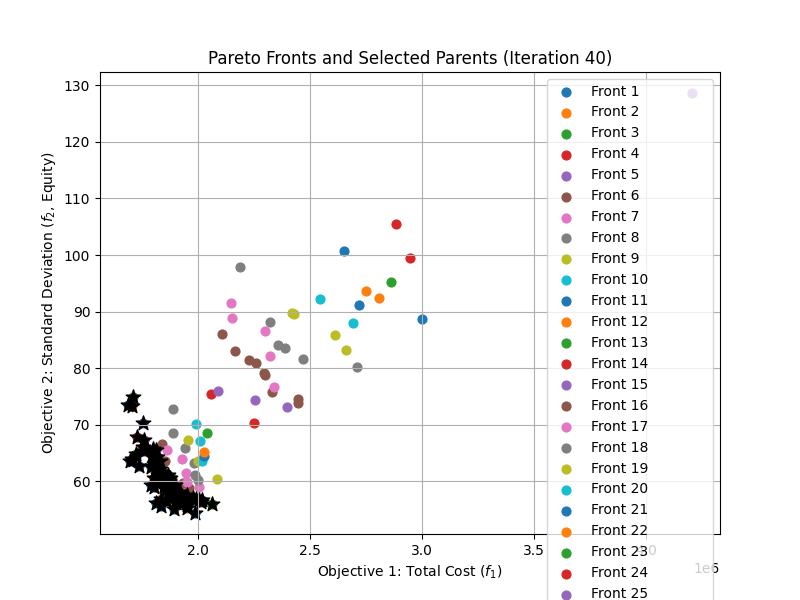 Pareto Fronts and Selected Parents (Iteration 40)
Objective 2: Standard Deviation (f₂, Equity)
130
120
110
100
90
80
70
60
2.0
2.5
3.0
3.5
1e6
Objective 1: Total Cost (f₁)
Front 1
Front 2
Front 3
Front 4
Front 5
Front 6
Front 7
Front 8
Front 9
Front 10
Front 11
Front 12
Front 13
Front 14
Front 15
Front 16
Front 17
Front 18
Front 19
Front 20
Front 21
Front 22
Front 23
Front 24
Front 25